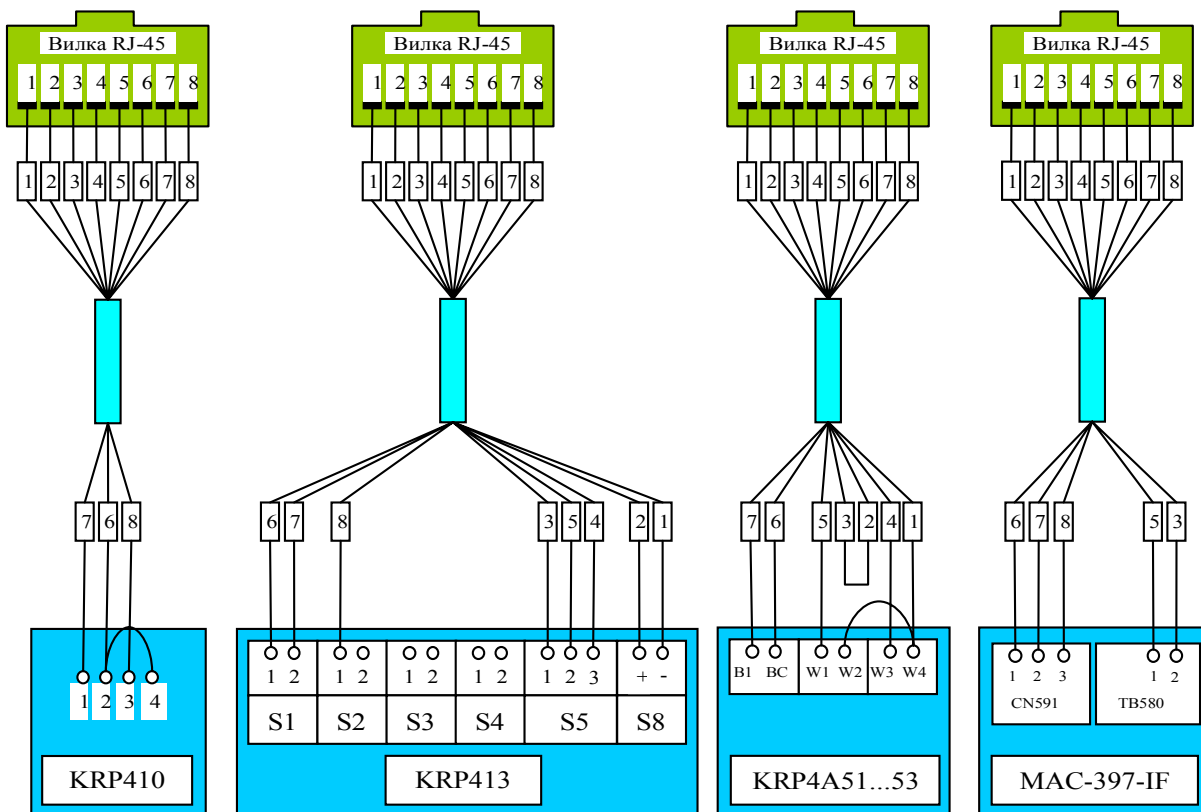 Вилка RJ-45 Вилка RJ-45 Вилка RJ-45 Вилка RJ-45
1 2 3 4 5 6 7 8 1 2 3 4 5 6 7 8 1 2 3 4 5 6 7 8 1 2 3 4 5 6 7 8
1 2 3 4 5 6 7 8 1 2 3 4 5 6 7 8 1 2 3 4 5 6 7 8 1 2 3 4 5 6 7 8
7 6 8 6 7 8 3 5 4 2 1 7 6 5 3 2 4 1 6 7 8 5 3
1 2 3 4 1 2 1 2 1 2 1 2 1 2 3 + - B1 BC W1 W2 W3 W4 1 2 3 1 2
S1 S2 S3 S4 S5 S8 CN591 TB580
KRP410 KRP413 KRP4A51...53 MAC-397-IF